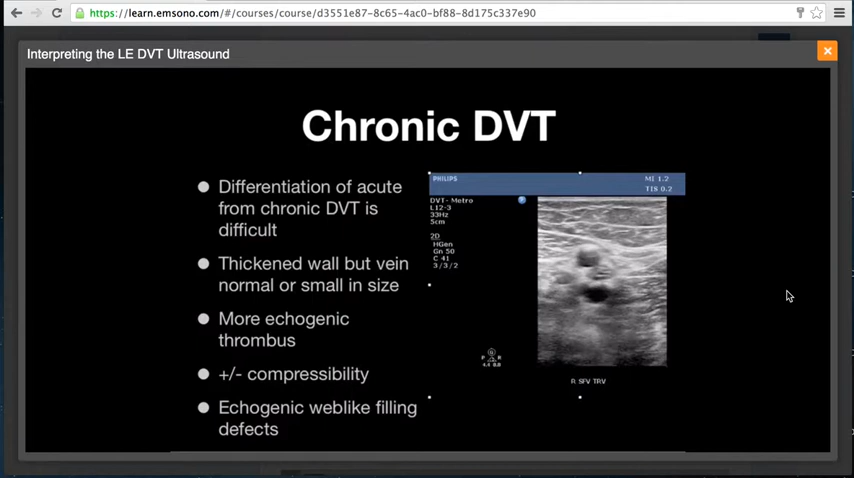 https://learn.emsono.com/#/courses/course/d3551e87-8c65-4ac0-bf88-8d175c337e90
Interpreting the LE DVT Ultrasound
Chronic DVT
Differentiation of acute
from chronic DVT is
difficult
Thickened wall but vein
normal or small in size
More echogenic
thrombus
+/- compressibility
Echogenic weblike filling
defects
PHILIPS
MI 1.2
TIS 0.2
DVT- Metro
L12-3
33Hz
5cm
2D
HGen
Gn 50
C 41
3/3/2
P
R
R SFV TRV